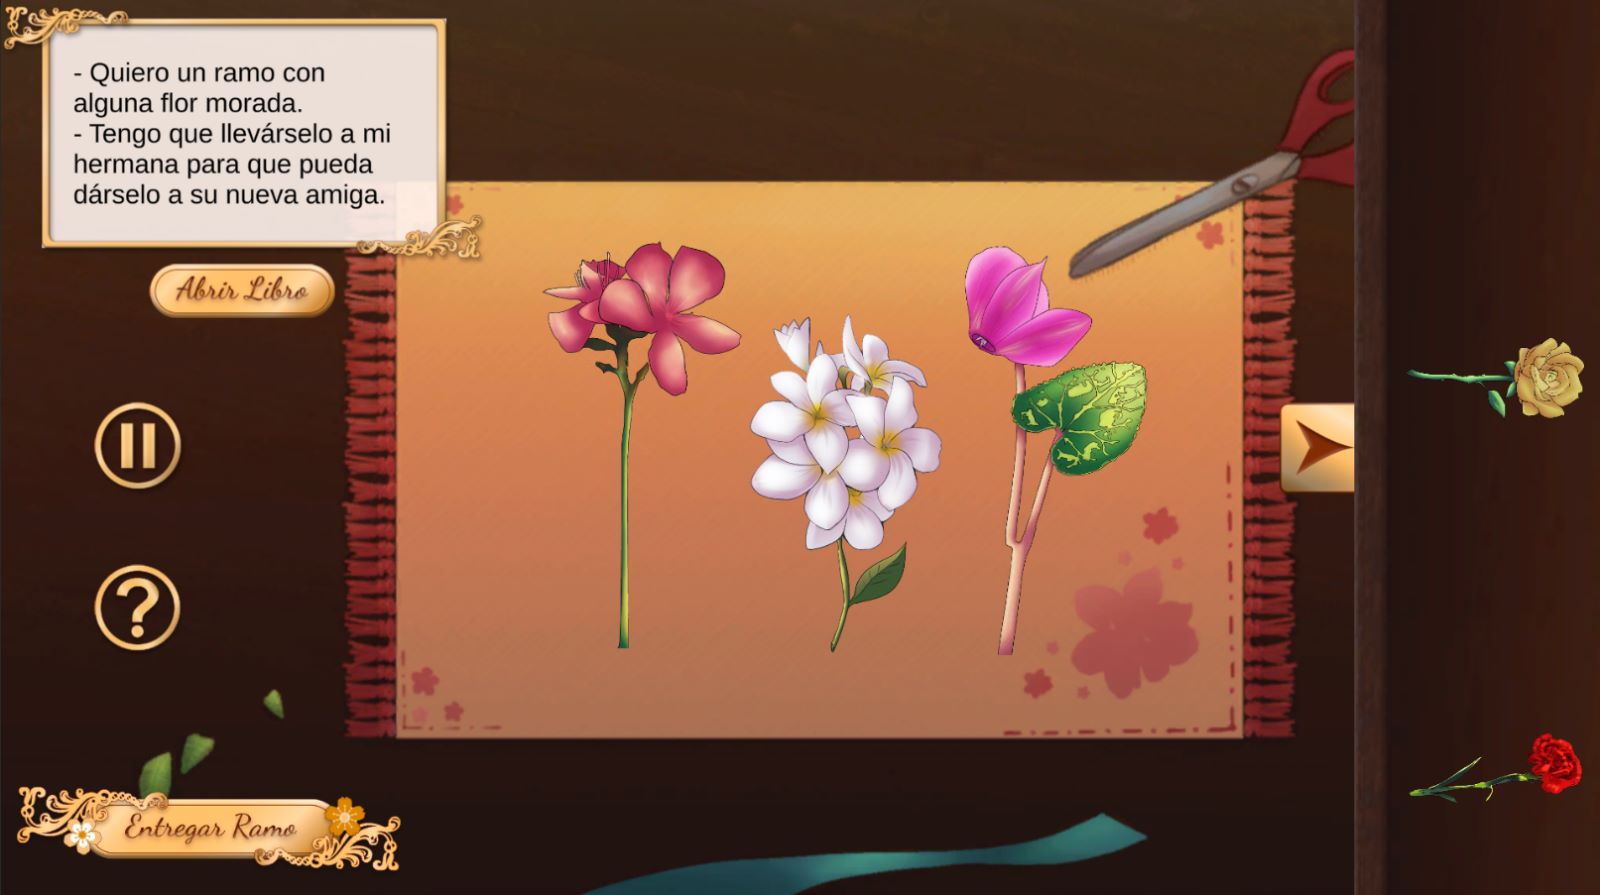 - Quiero un ramo con
alguna flor morada.
- Tengo que llevárselo a mi
hermana para que pueda
dárselo a su nueva amiga.
Abrir Libro
?
Entregar Ramo